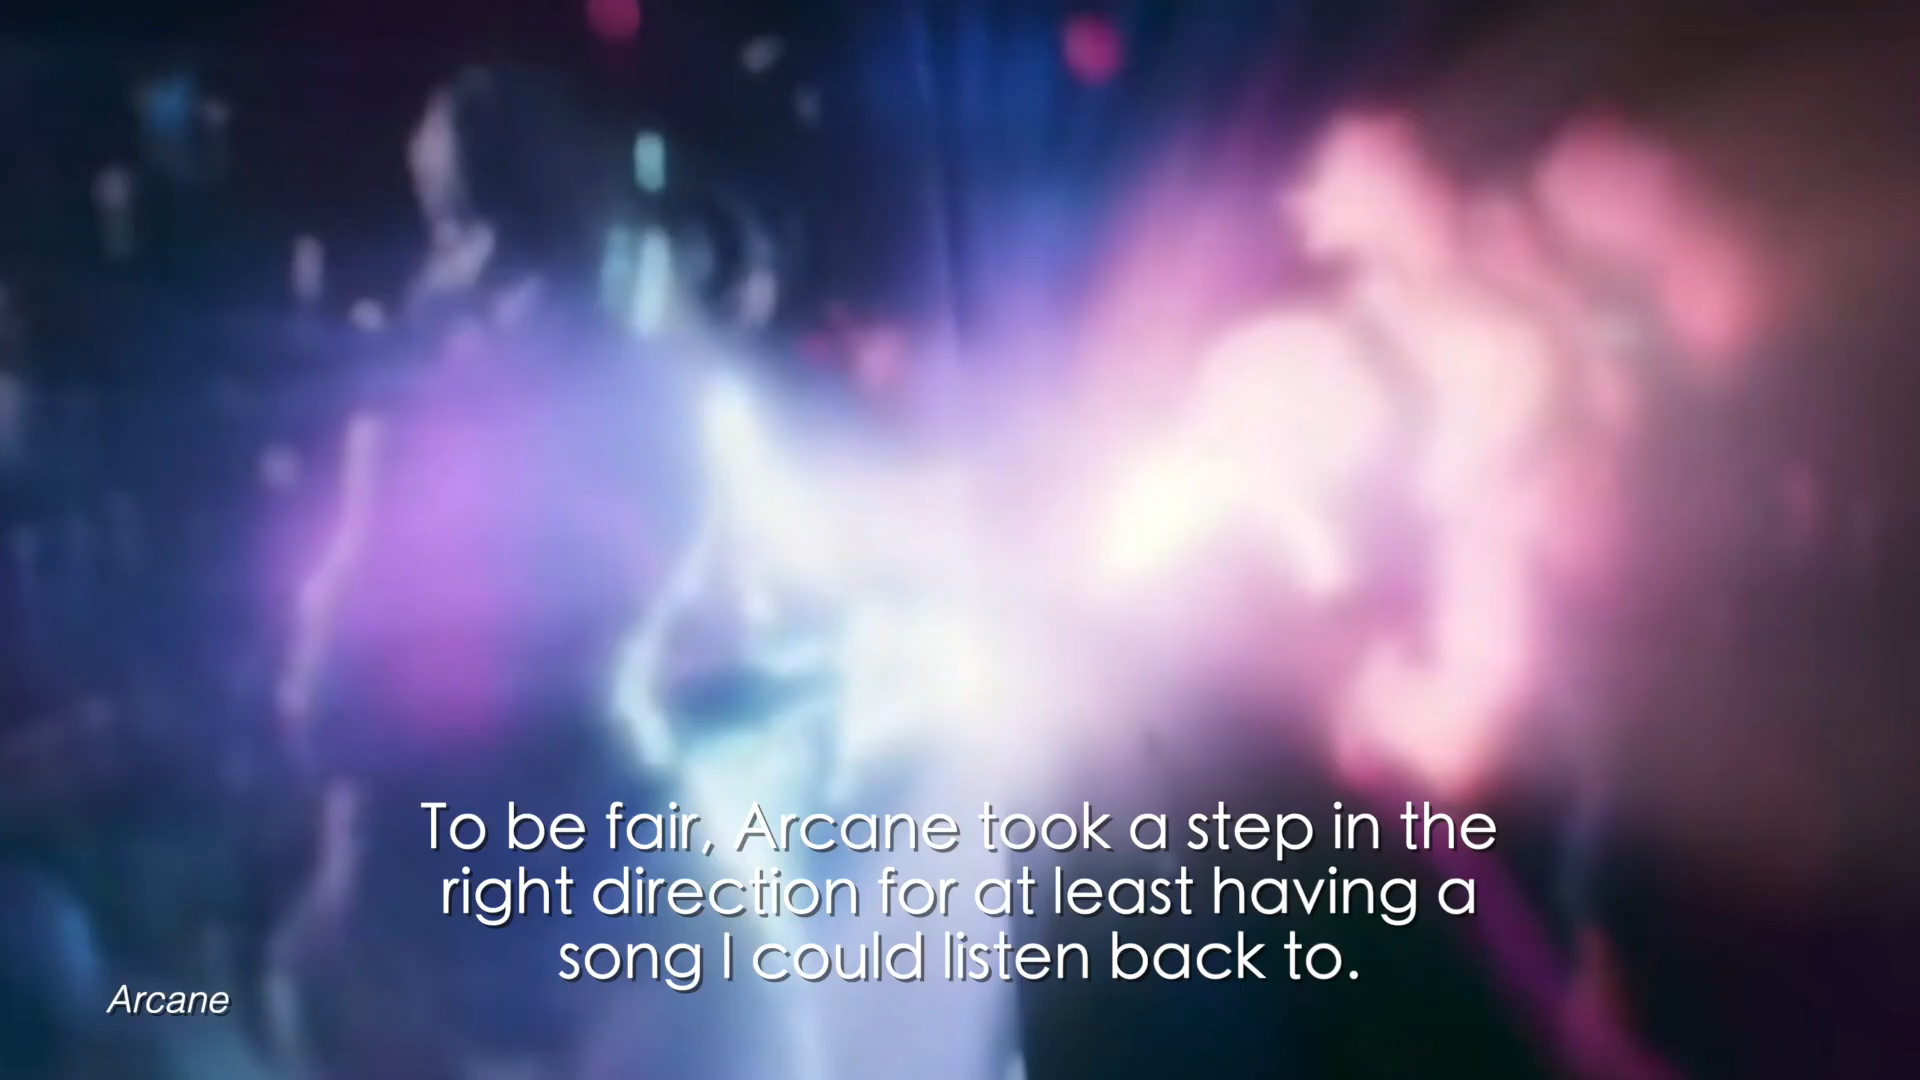 To be fair, Arcane took a step in the
right direction for at least having a
song I could listen back to.
Arcane